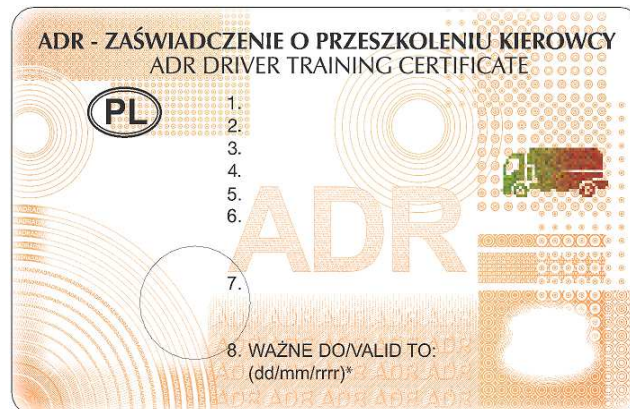 ADR - ZAŚWIADCZENIE O PRZESZKOLENIU KIEROWCY
ADR DRIVER TRAINING CERTIFICATE
PL
1.
2.
3.
4.
5.
6.
ADR
7.
8. WAŻNE DO/VALID TO:
(dd/mm/rrrr)*